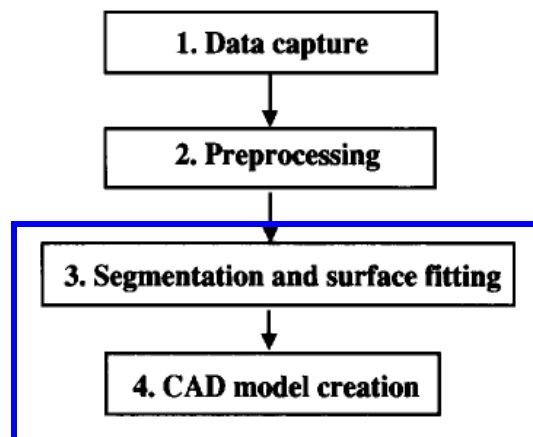 1. Data capture
2. Preprocessing
3. Segmentation and surface fitting
4. CAD model creation